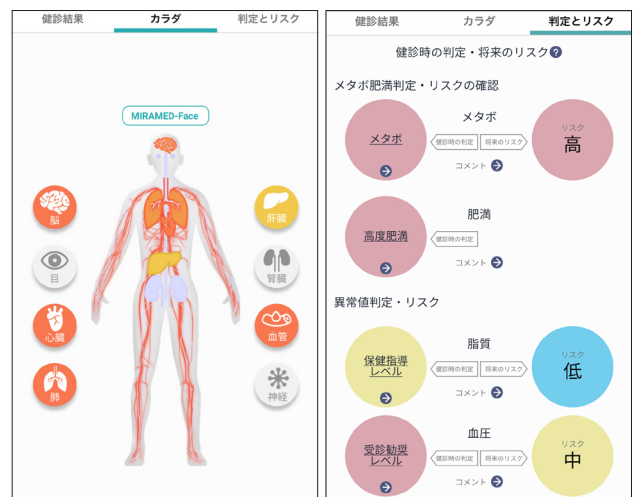 健診結果
カラダ
判定とリスク
MIRAMED-Face
脳
目
心臓
肺
肝臓
腎臓
血管
神経
健診結果
カラダ
判定とリスク
健診時の判定・将来のリスク?
メタボ肥満判定・リスクの確認
メタボ
メタボ
健診時の判定
将来のリスク
コメント
リスク
高
肥満
高度肥満
健診時の判定
コメント
異常値判定・リスク
脂質
保健指導
レベル
健診時の判定
将来のリスク
コメント
リスク
低
血圧
受診勧奨
レベル
健診時の判定
将来のリスク
コメント
リスク
中